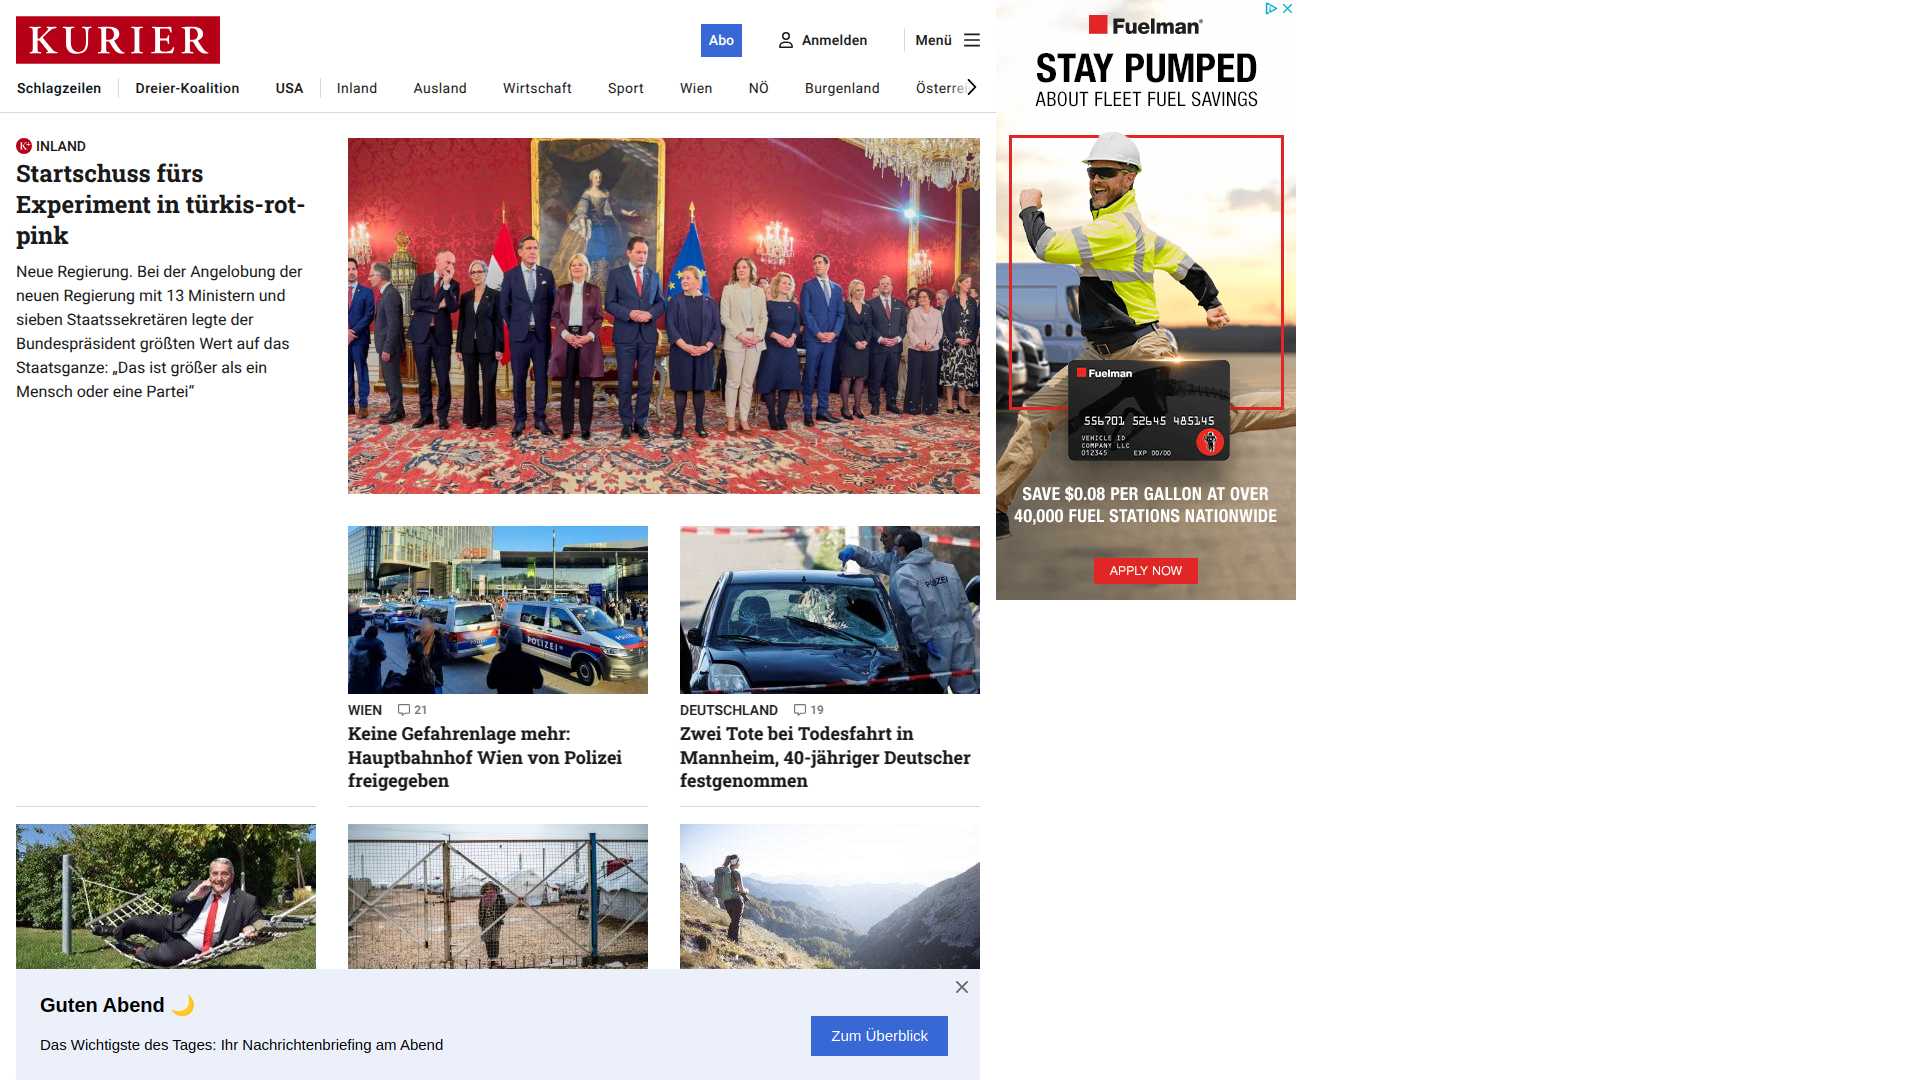 KURIER
Abo
Anmelden
Menü
Schlagzeilen
Dreier-Koalition
USA
Inland
Ausland
Wirtschaft
Sport
Wien
NÖ
Burgenland
Österre
INLAND
Startschuss fürs
Experiment in türkis-rot-
pink
Neue Regierung. Bei der Angelobung der
neuen Regierung mit 13 Ministern und
sieben Staatssekretären legte der
Bundespräsident größten Wert auf das
Staatsganze: „Das ist größer als ein
Mensch oder eine Partei“
ÖBB
POLIZEI
WIEN 21
Keine Gefahrenlage mehr:
Hauptbahnhof Wien von Polizei
freigegeben
POLIZEI
DEUTSCHLAND 19
Zwei Tote bei Todesfahrt in
Mannheim, 40-jähriger Deutscher
festgenommen
Guten Abend 🌙
Das Wichtigste des Tages: Ihr Nachrichtenbriefing am Abend
Zum Überblick
Fuelman
STAY PUMPED
ABOUT FLEET FUEL SAVINGS
Fuelman
556701 52645 485145
VEHICLE ID
COMPANY LLC
012345 EXP 00/00
SAVE $0.08 PER GALLON AT OVER
40,000 FUEL STATIONS NATIONWIDE
APPLY NOW